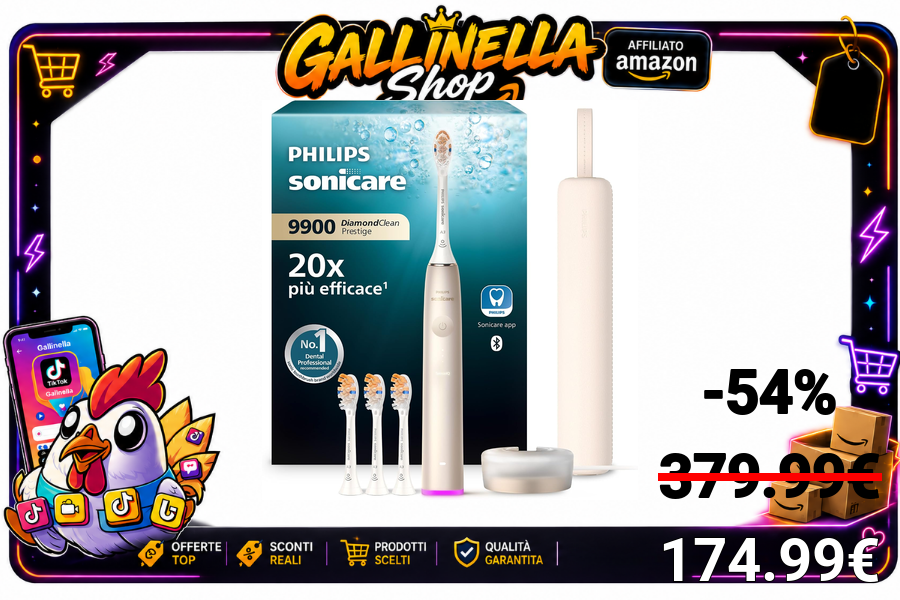 GALLINELLA
Shop
AFFILIATO
amazon
PHILIPS
sonicare
9900 DiamondClean
Prestige
20x
più efficace¹
No.1
Dental
Professional
recommended
PHILIPS
Sonicare app
Gallinella
TikTok
Gallinella
-54%
379.99€
174.99€
OFFERTE
TOP
SCONTI
REALI
PRODOTTI
SCELTI
QUALITÀ
GARANTITA